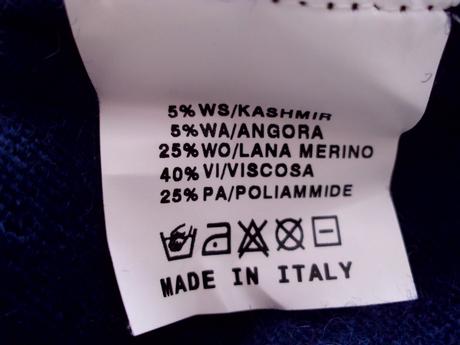 5% WS/KASHMIR
5% WA/ANGORA
25% WO/LANA MERINO
40% VI/VISCOSA
25% PA/POLIAMMIDE
MADE IN ITALY